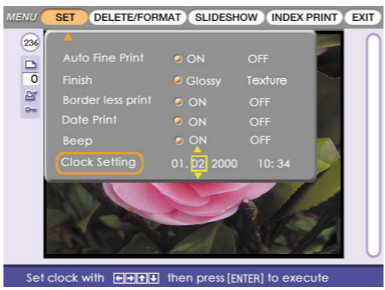 MENU SET DELETE/FORMAT SLIDESHOW INDEX PRINT EXIT
236
Auto Fine Print ON OFF
0
Finish Glossy Texture
Border less print ON OFF
Date Print ON OFF
Beep ON OFF
Clock Setting 01. 02 2000 10: 34
Set clock with ←→↑↓ then press [ENTER] to execute